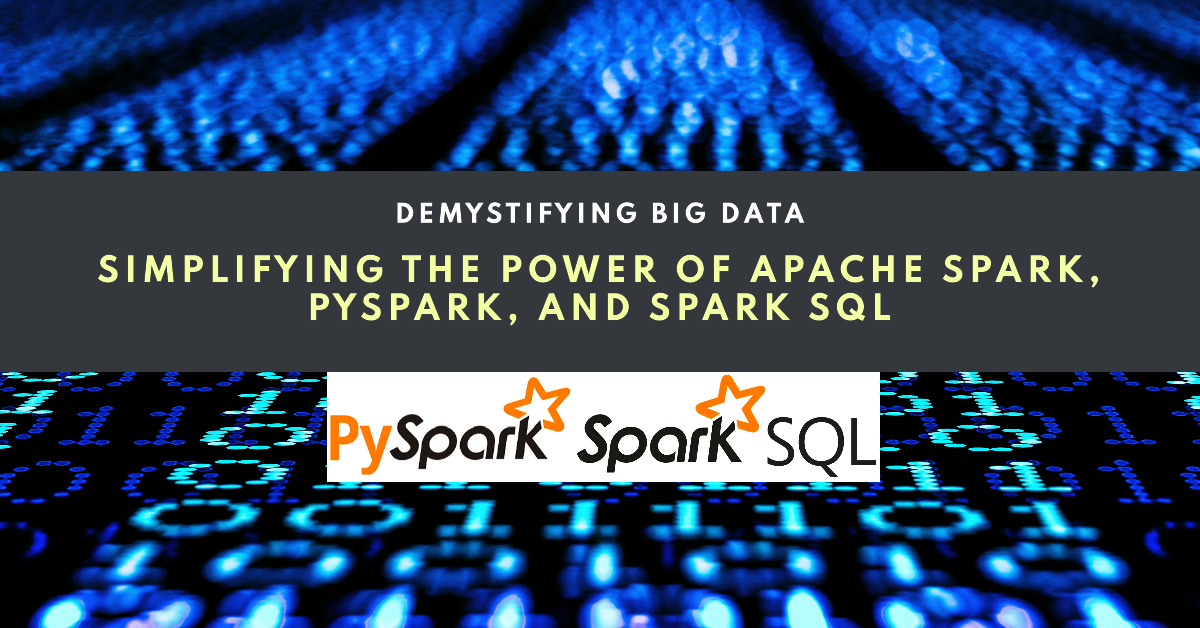 DEMYSTIFYING BIG DATA
SIMPLIFYING THE POWER OF APACHE SPARK,
PYSPARK, AND SPARK SQL
PySpark Spark SQL